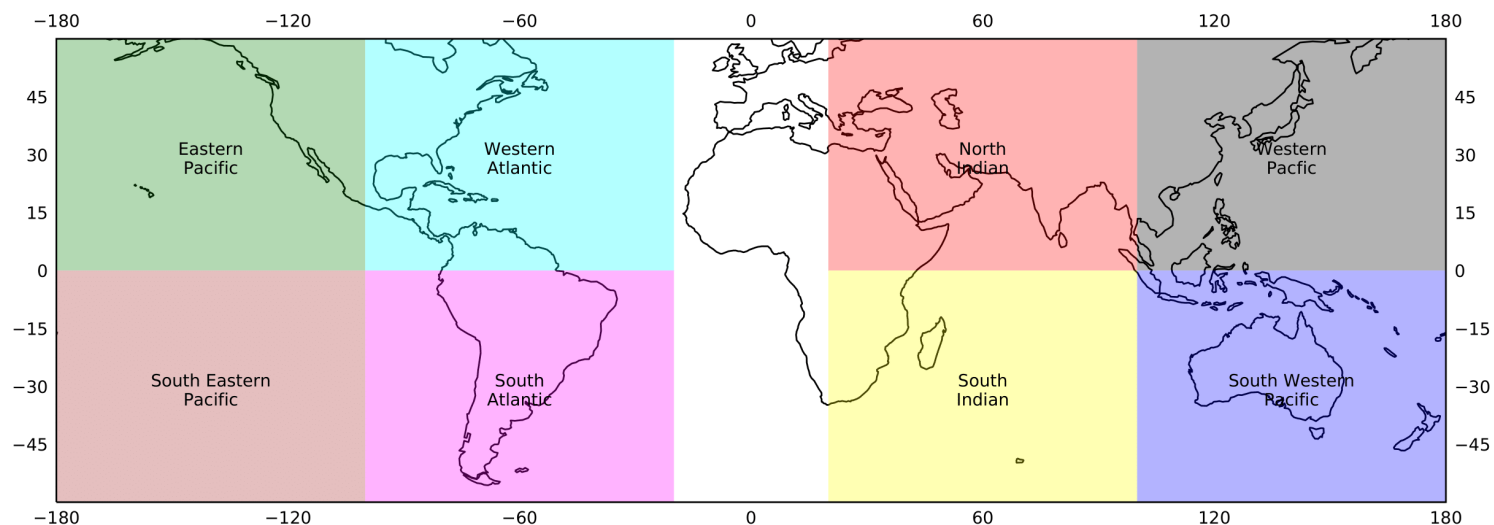 −180 −120 −60 0 60 120 180
45 45
30 30
Eastern
Pacific
Western
Atlantic
North
Indian
Western
Pacfic
15 15
0 0
−15 −15
−30 −30
South Eastern
Pacific
South
Atlantic
South
Indian
South Western
Pacific
−45 −45
−180 −120 −60 0 60 120 180